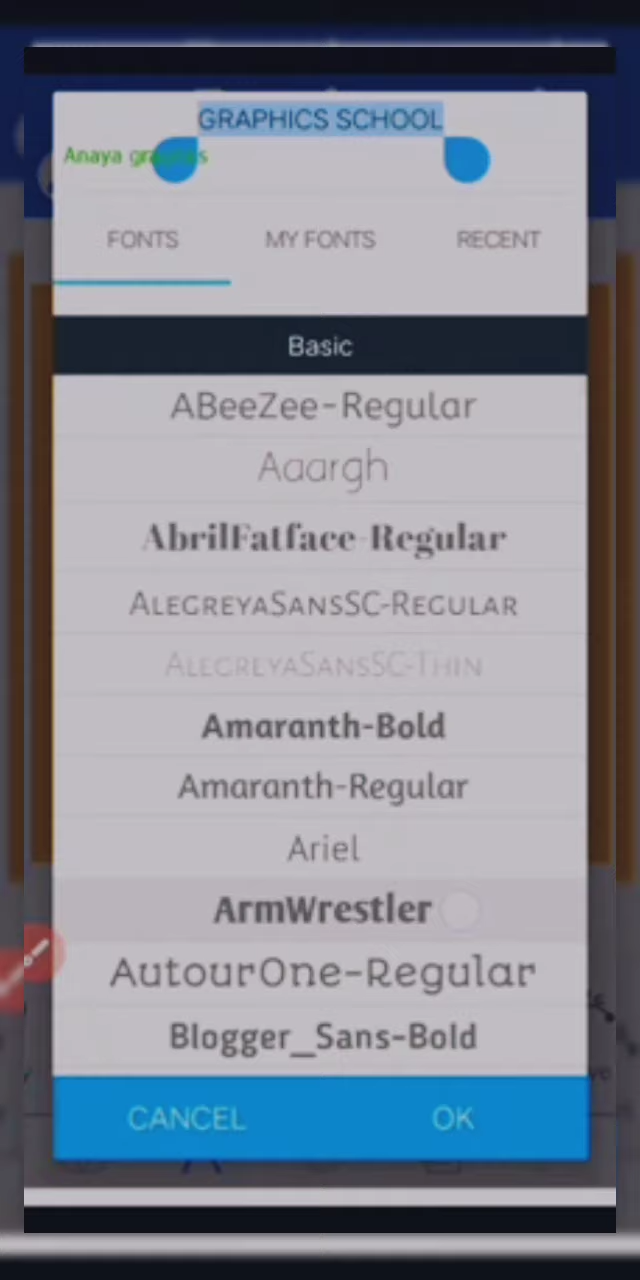 GRAPHICS SCHOOL
Anaya graphics
FONTS
MY FONTS
RECENT
Basic
ABeeZee-Regular
Aaargh
AbrilFatface-Regular
ALEGREYASANSSC-REGULAR
ALEGREYASANSSC-THIN
Amaranth-Bold
Amaranth-Regular
Ariel
ArmWrestler
AutourOne-Regular
Blogger_Sans-Bold
CANCEL
OK